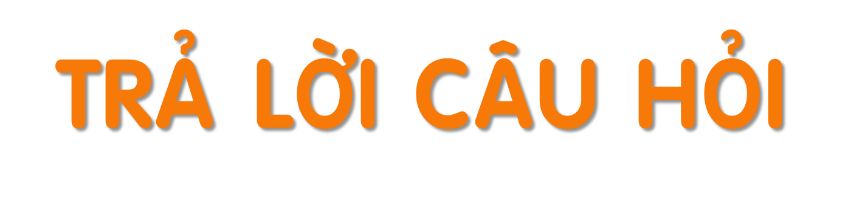 TRẢ LỜI CÂU HỎI